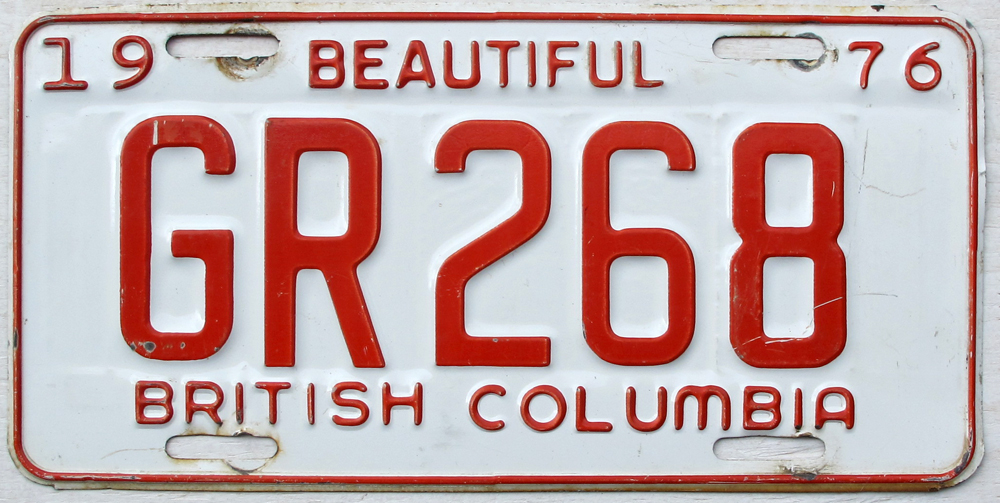 19 BEAUTIFUL 76
GR268
BRITISH COLUMBIA